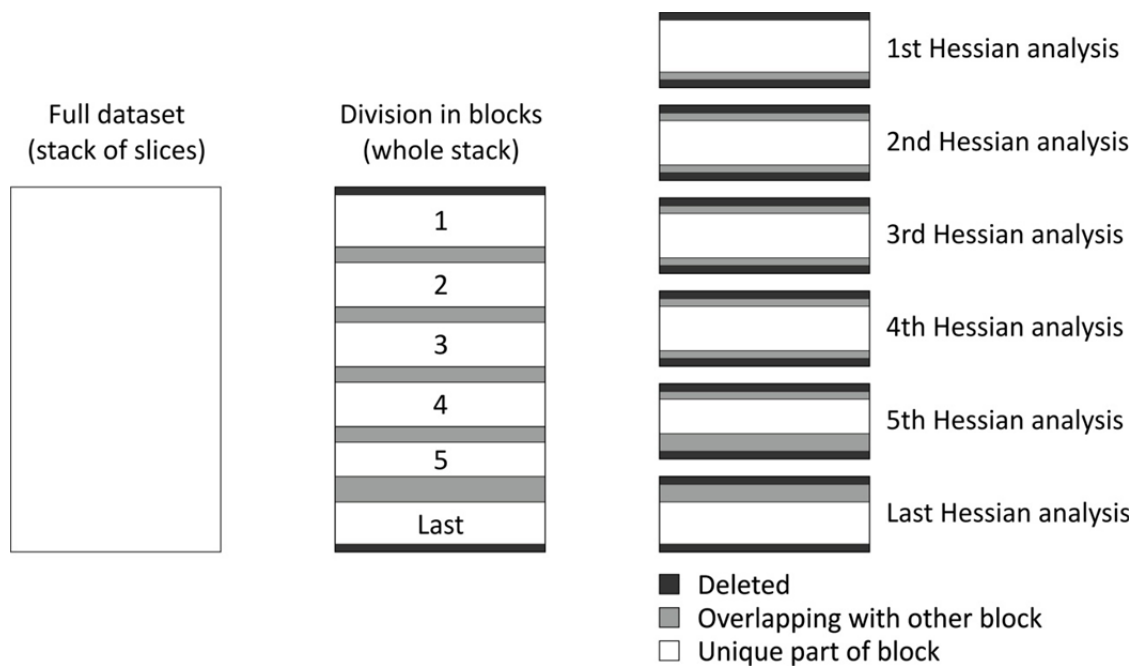 Full dataset
(stack of slices)
Division in blocks
(whole stack)
1
2
3
4
5
Last
1st Hessian analysis
2nd Hessian analysis
3rd Hessian analysis
4th Hessian analysis
5th Hessian analysis
Last Hessian analysis
Deleted
Overlapping with other block
Unique part of block